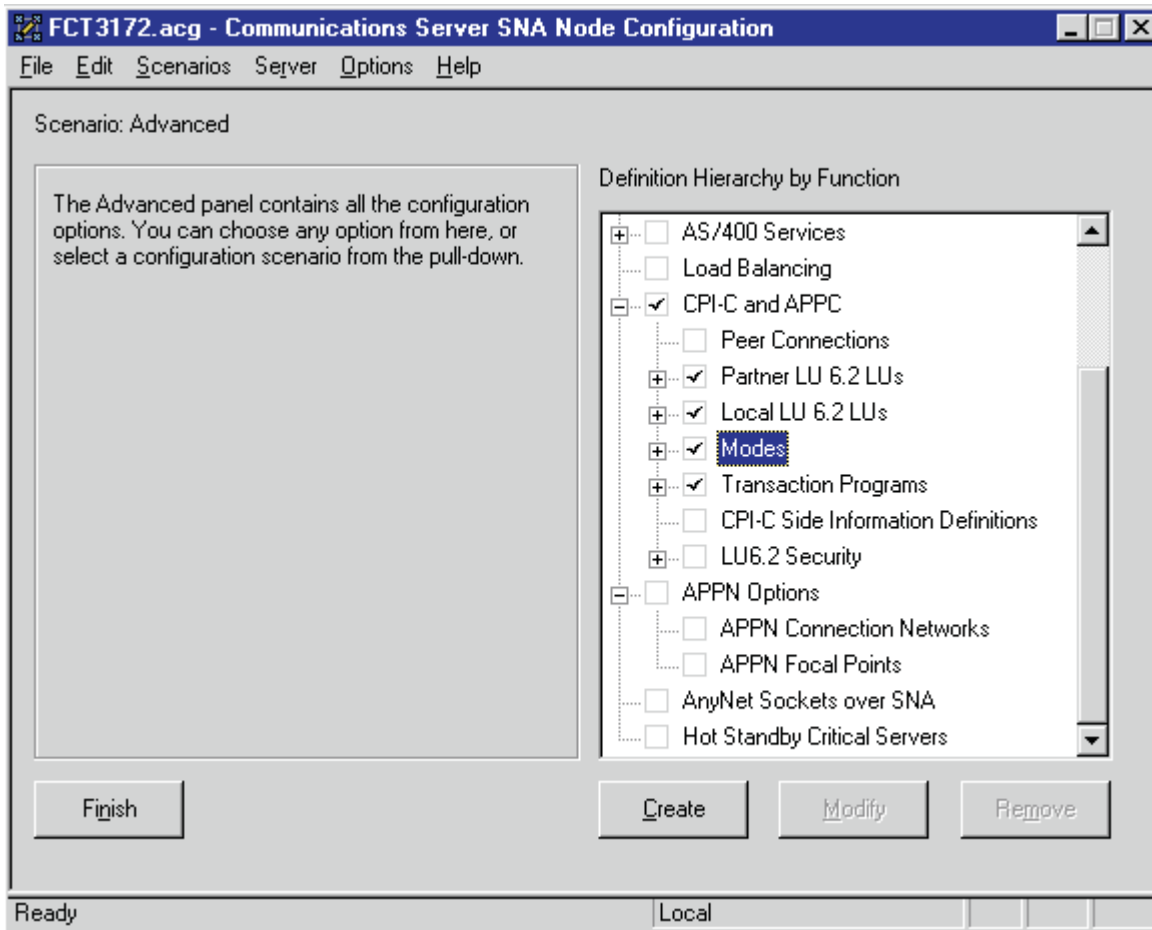 FCT3172.acg - Communications Server SNA Node Configuration
File Edit Scenarios Server Options Help
Scenario: Advanced
The Advanced panel contains all the configuration
options. You can choose any option from here, or
select a configuration scenario from the pull-down.
Definition Hierarchy by Function
AS/400 Services
Load Balancing
CPI-C and APPC
Peer Connections
Partner LU 6.2 LUs
Local LU 6.2 LUs
Modes
Transaction Programs
CPI-C Side Information Definitions
LU6.2 Security
APPN Options
APPN Connection Networks
APPN Focal Points
AnyNet Sockets over SNA
Hot Standby Critical Servers
Finish
Create
Modify
Remove
Ready
Local